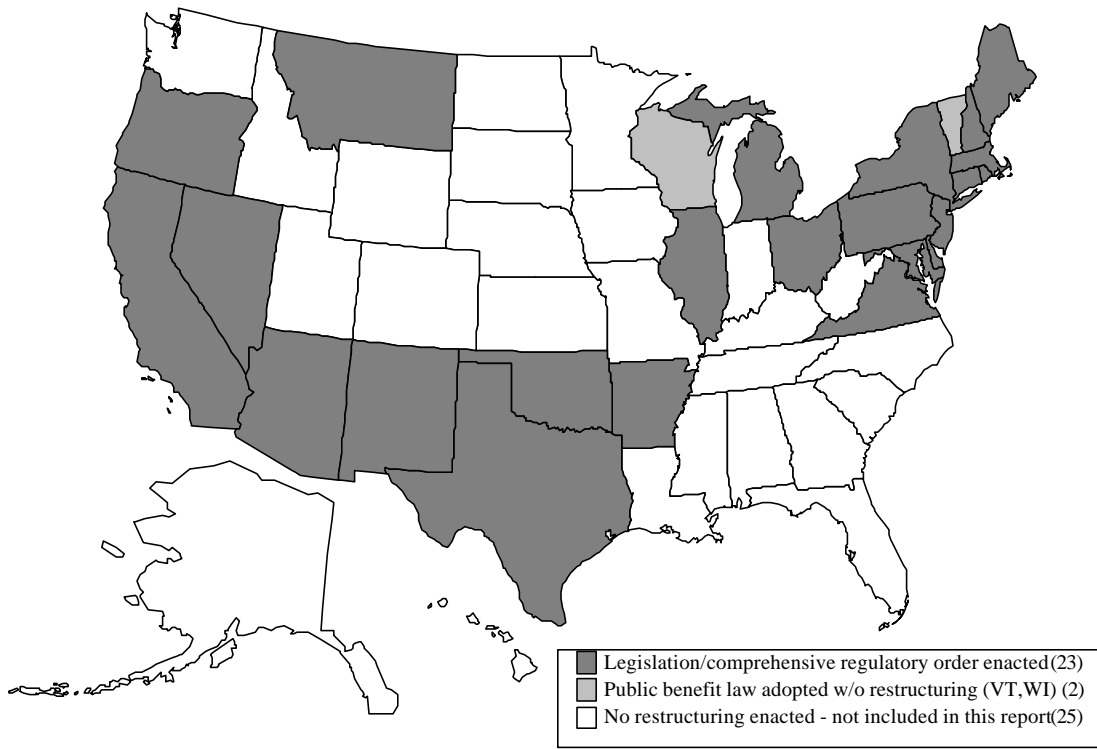 Legislation/comprehensive regulatory order enacted(23)
Public benefit law adopted w/o restructuring (VT,WI) (2)
No restructuring enacted - not included in this report(25)